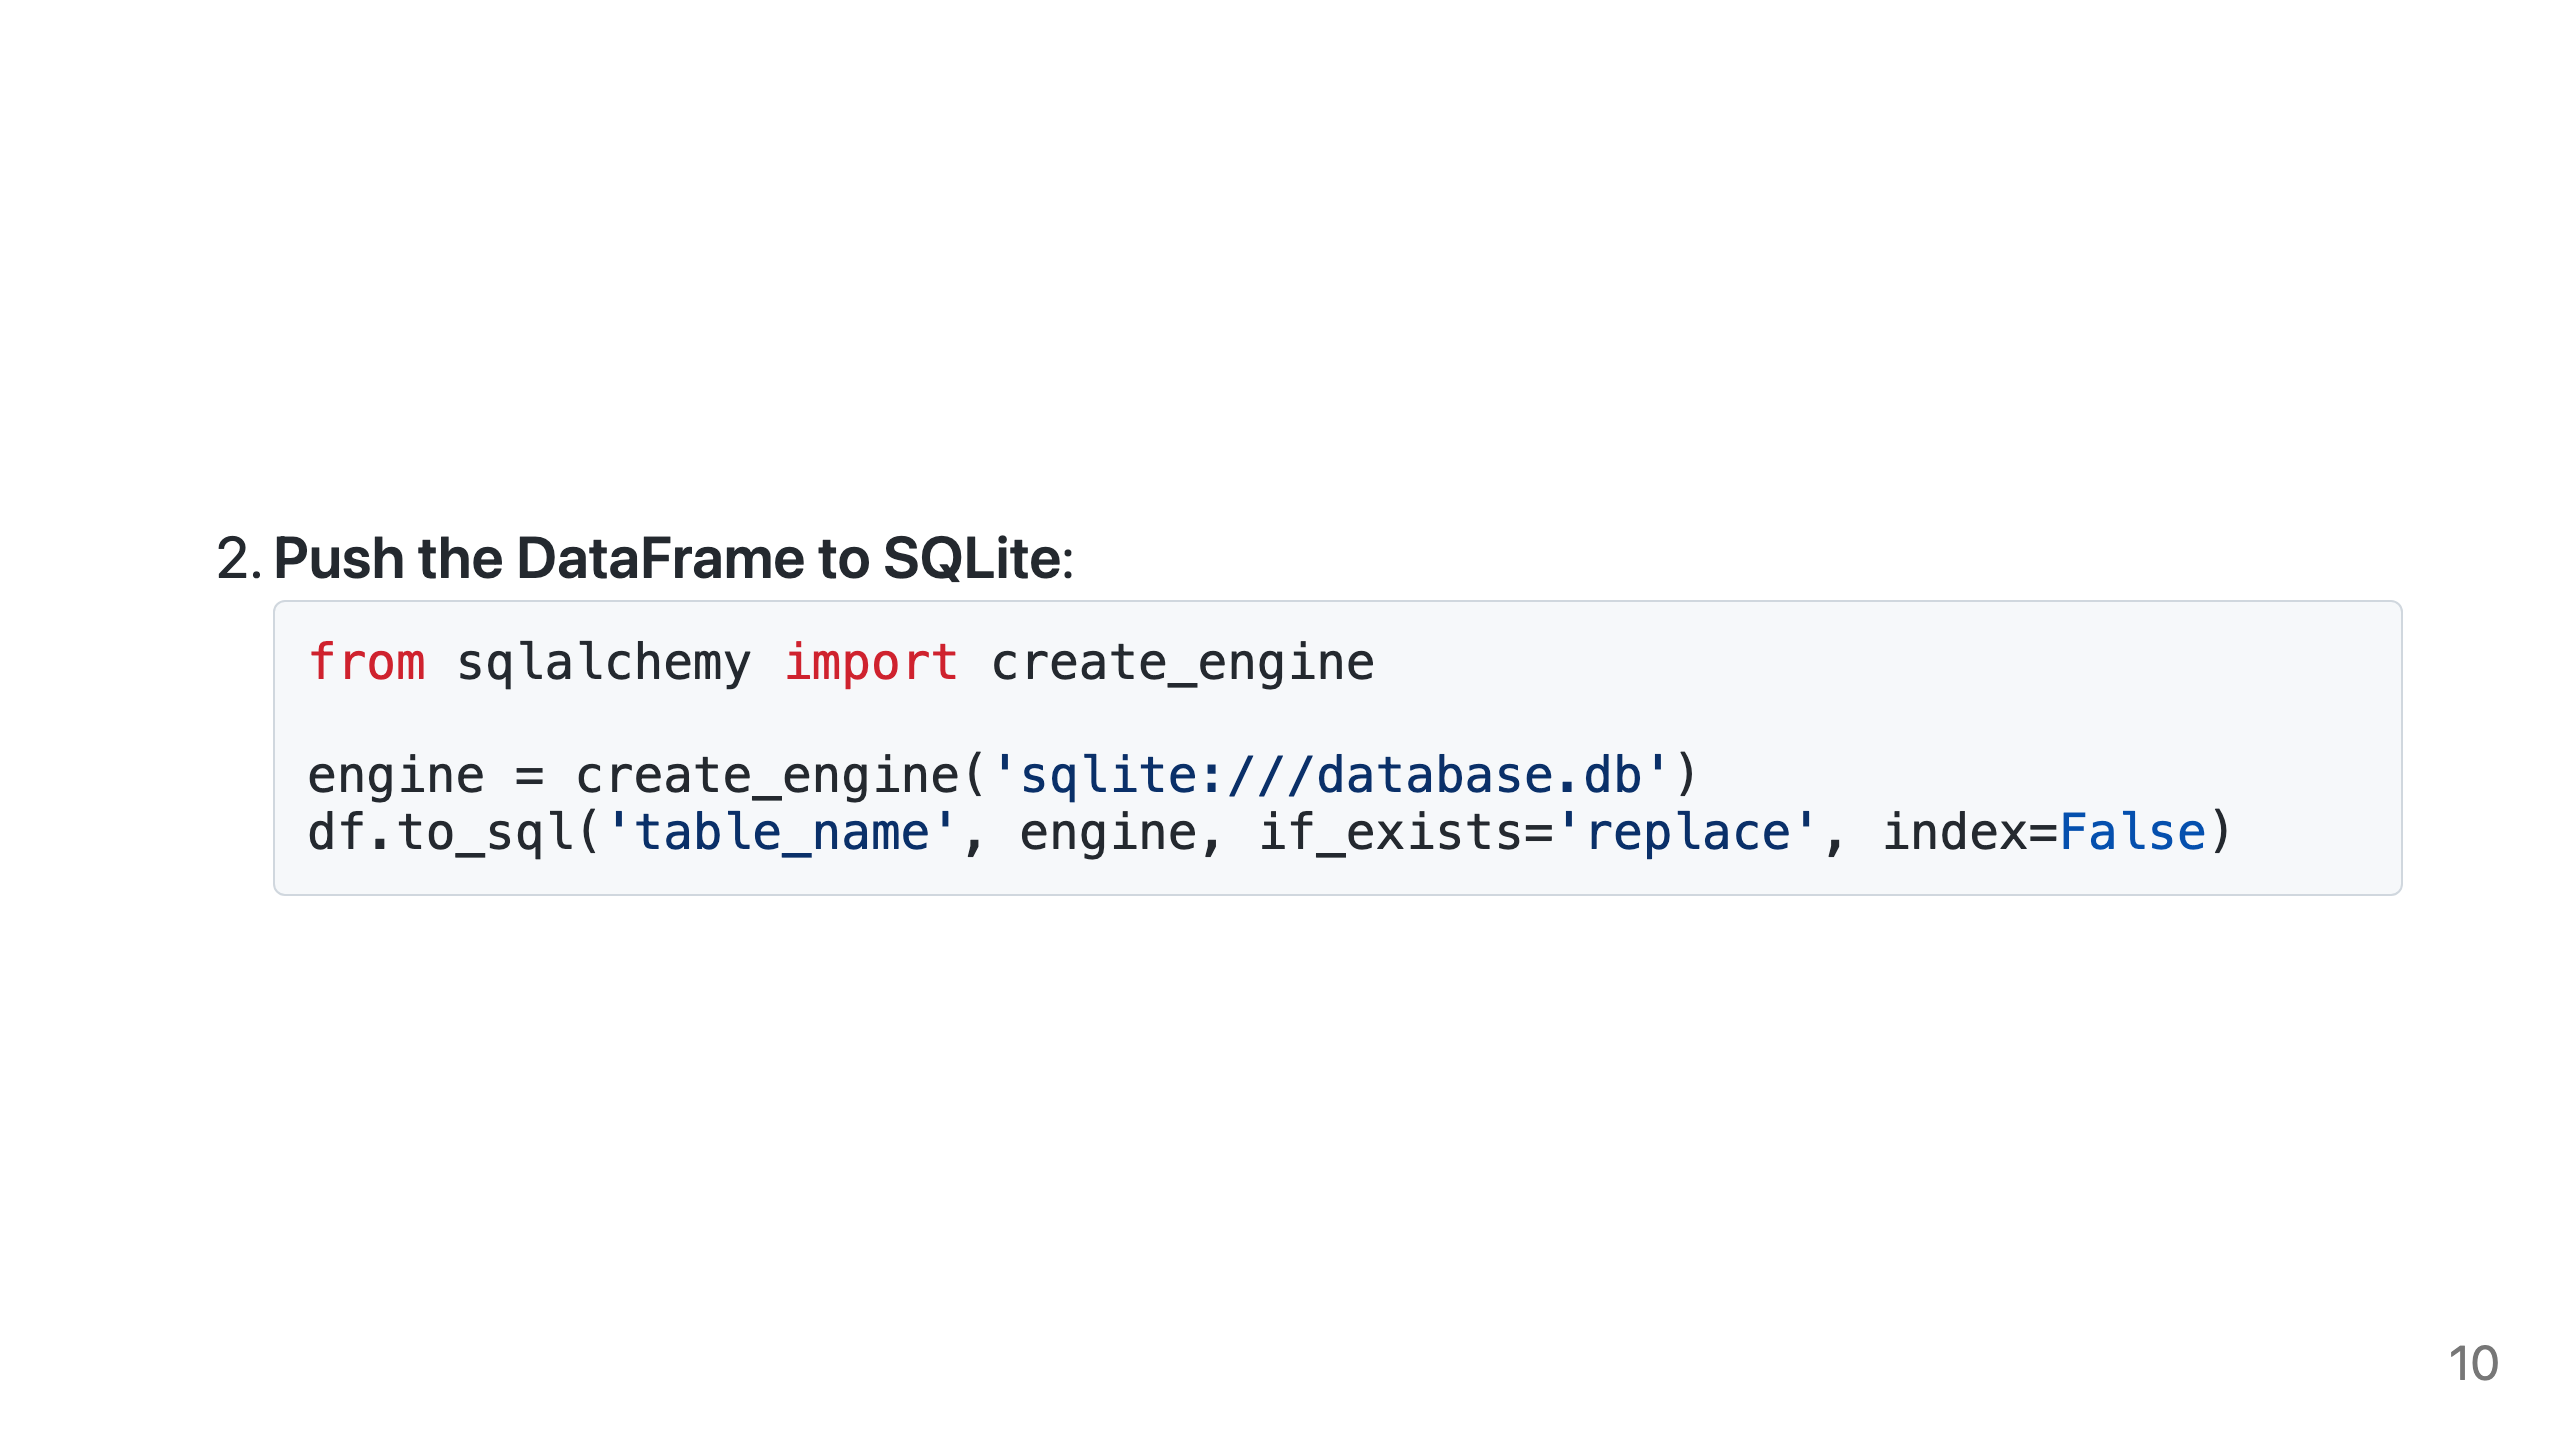 2. Push the DataFrame to SQLite:
from sqlalchemy import create_engine
engine = create_engine('sqlite:///database.db')
df.to_sql('table_name', engine, if_exists='replace', index=False)
10